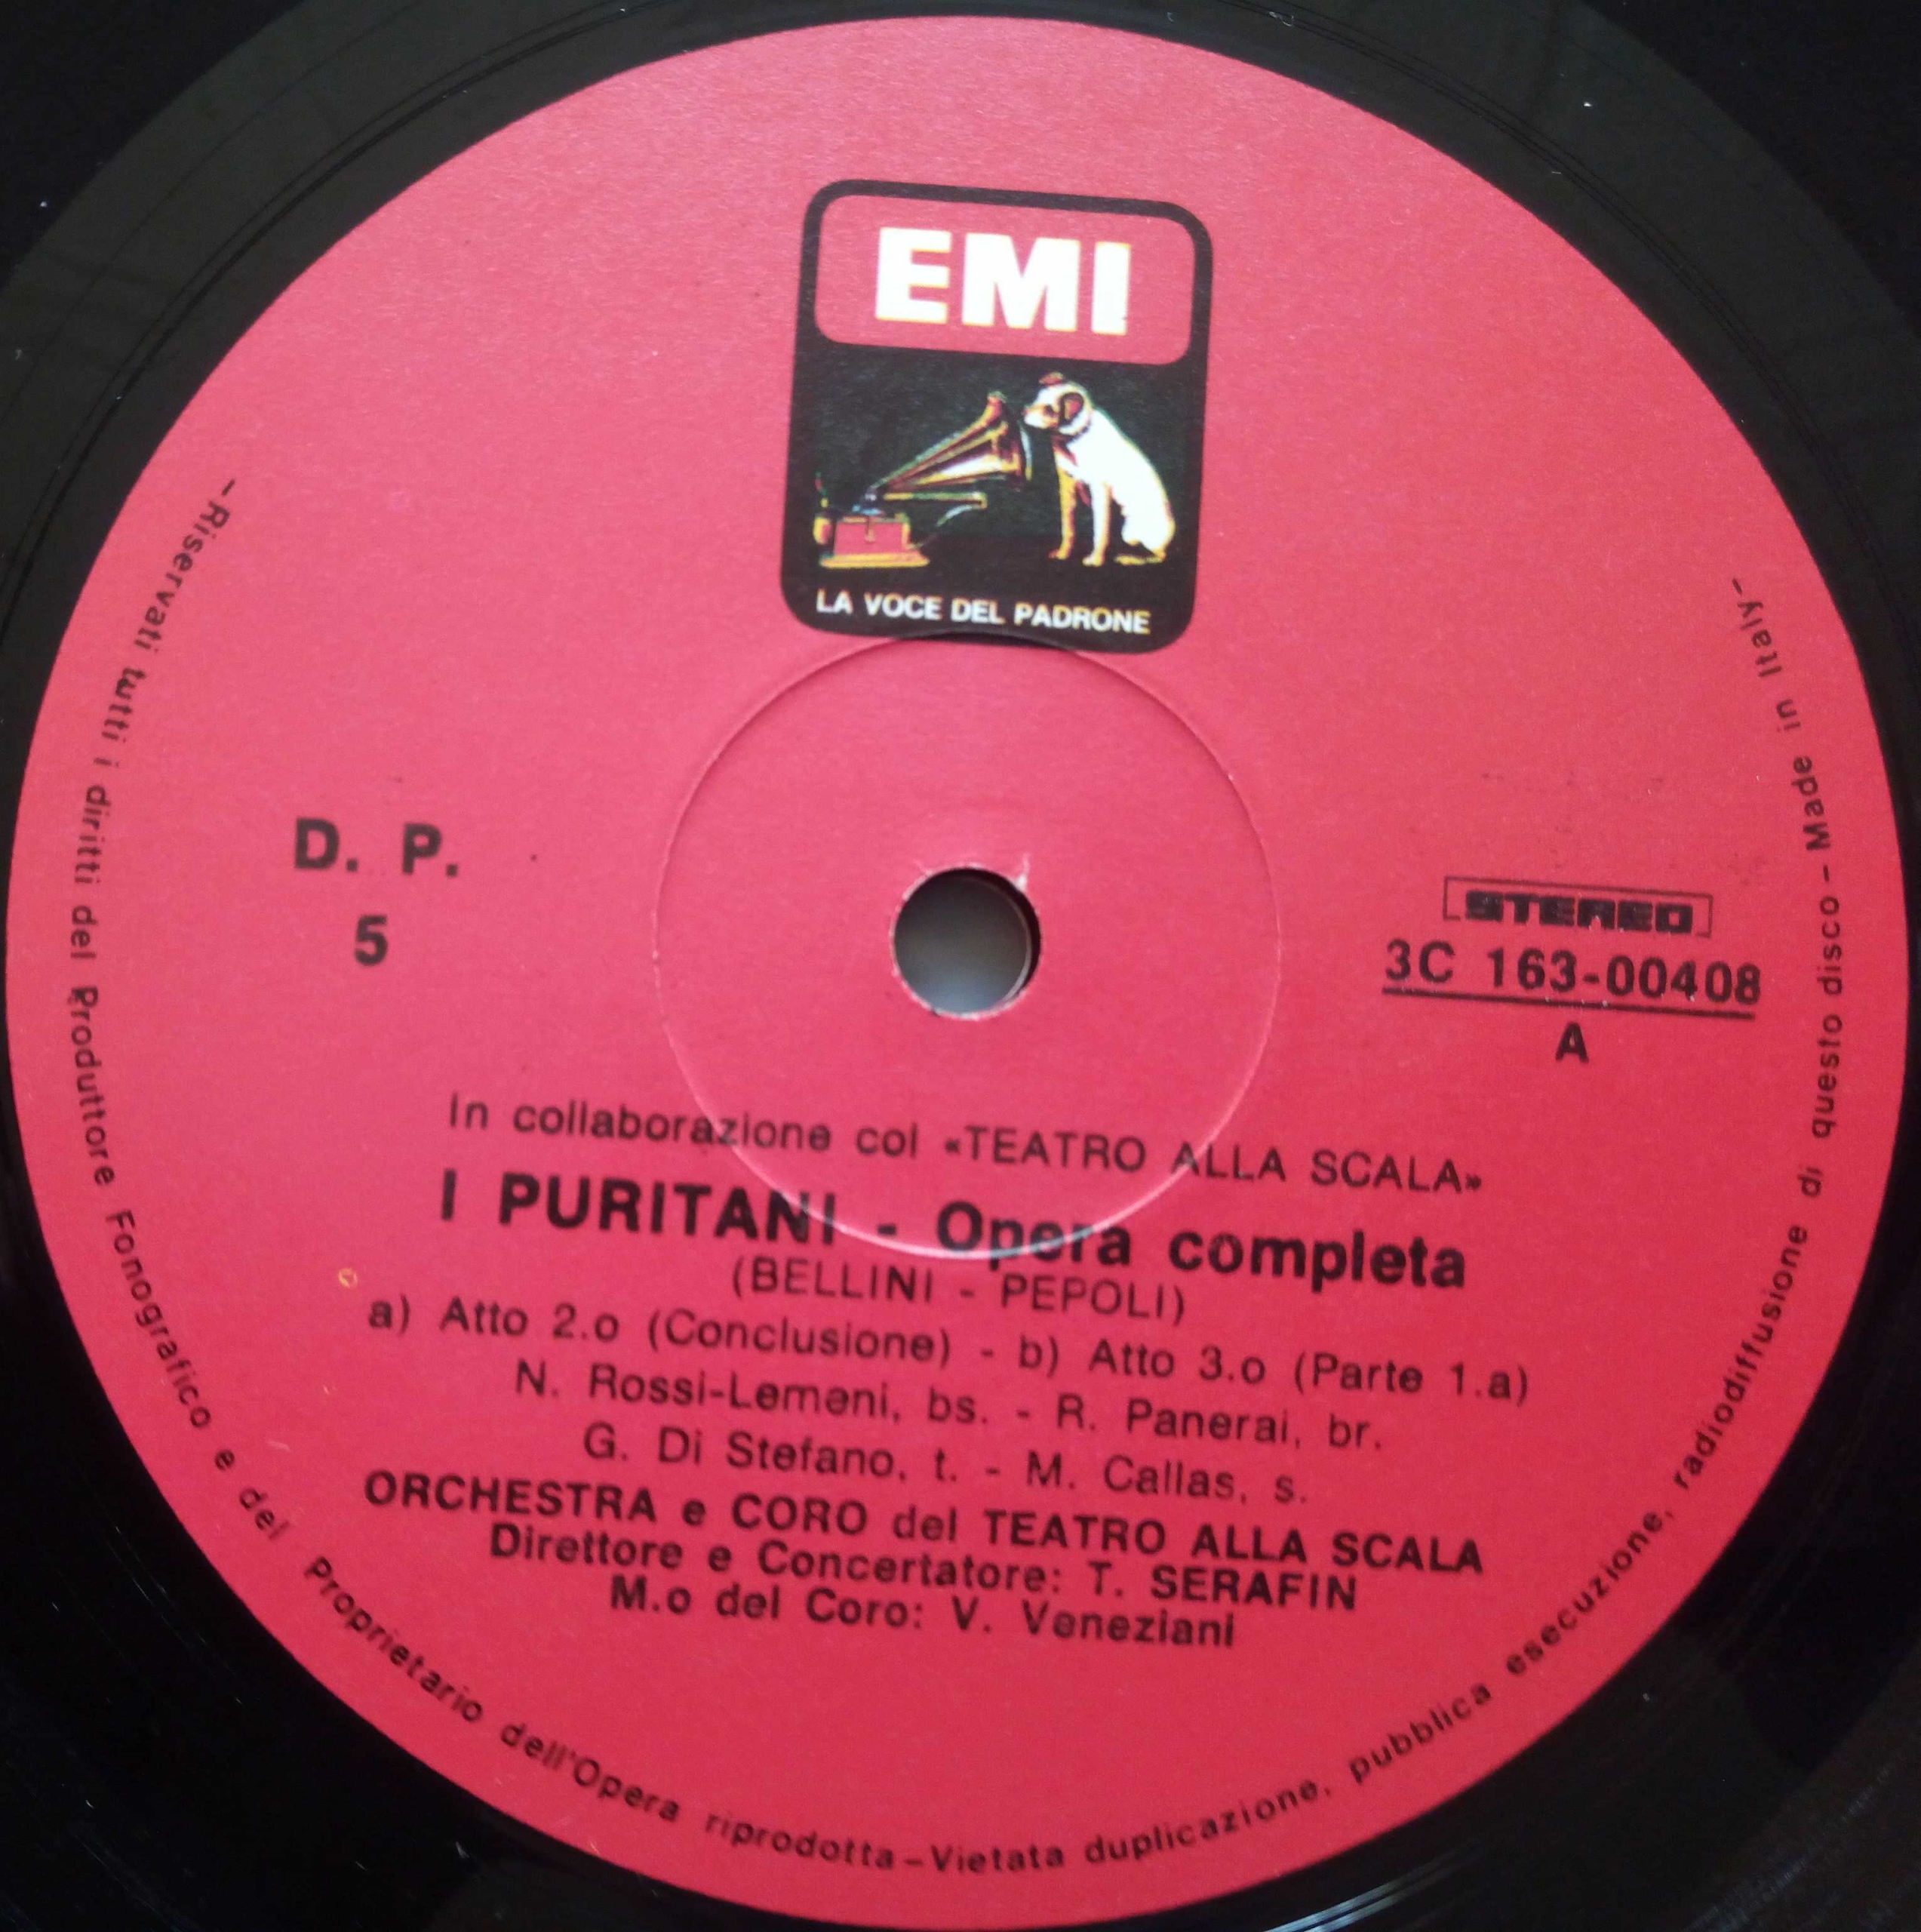 EMI
LA VOCE DEL PADRONE
D. P.
5
STEREO
3C 163-00408
A
In collaborazione col «TEATRO ALLA SCALA»
I PURITANI - Opera completa
(BELLINI - PEPOLI)
a) Atto 2.o (Conclusione) - b) Atto 3.o (Parte 1.a)
N. Rossi-Lemeni, bs. - R. Panerai, br.
G. Di Stefano, t. - M. Callas, s.
ORCHESTRA e CORO del TEATRO ALLA SCALA
Direttore e Concertatore: T. SERAFIN
M.o del Coro: V. Veneziani
-Riservati tutti i diritti del Produttore Fonografico e del Proprietario dell'Opera riprodotta-Vietata duplicazione, pubblica esecuzione, radiodiffusione di questo disco - Made in Italy-